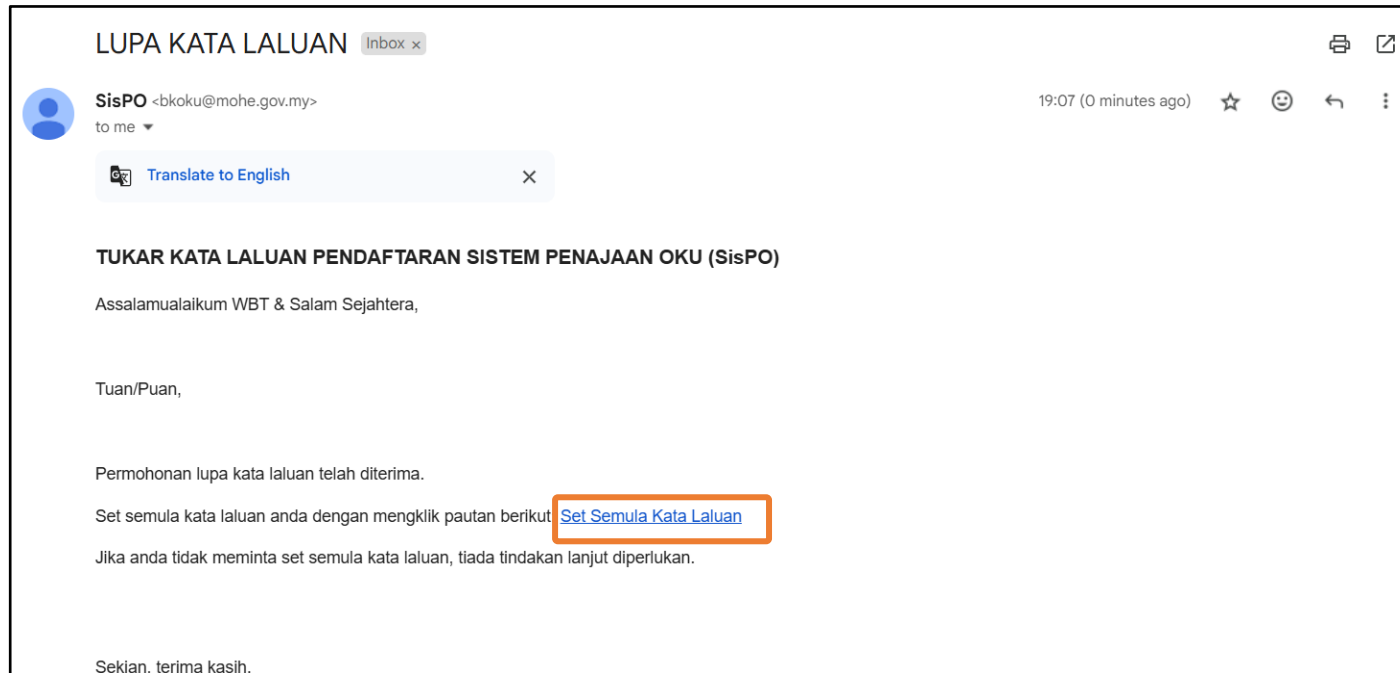 LUPA KATA LALUAN Inbox ×
SisPO <bkoku@mohe.gov.my> 19:07 (0 minutes ago)
to me
Translate to English
TUKAR KATA LALUAN PENDAFTARAN SISTEM PENAJAAN OKU (SisPO)
Assalamualaikum WBT & Salam Sejahtera,
Tuan/Puan,
Permohonan lupa kata laluan telah diterima.
Set semula kata laluan anda dengan mengklik pautan berikut Set Semula Kata Laluan
Jika anda tidak meminta set semula kata laluan, tiada tindakan lanjut diperlukan.
Sekian, terima kasih.